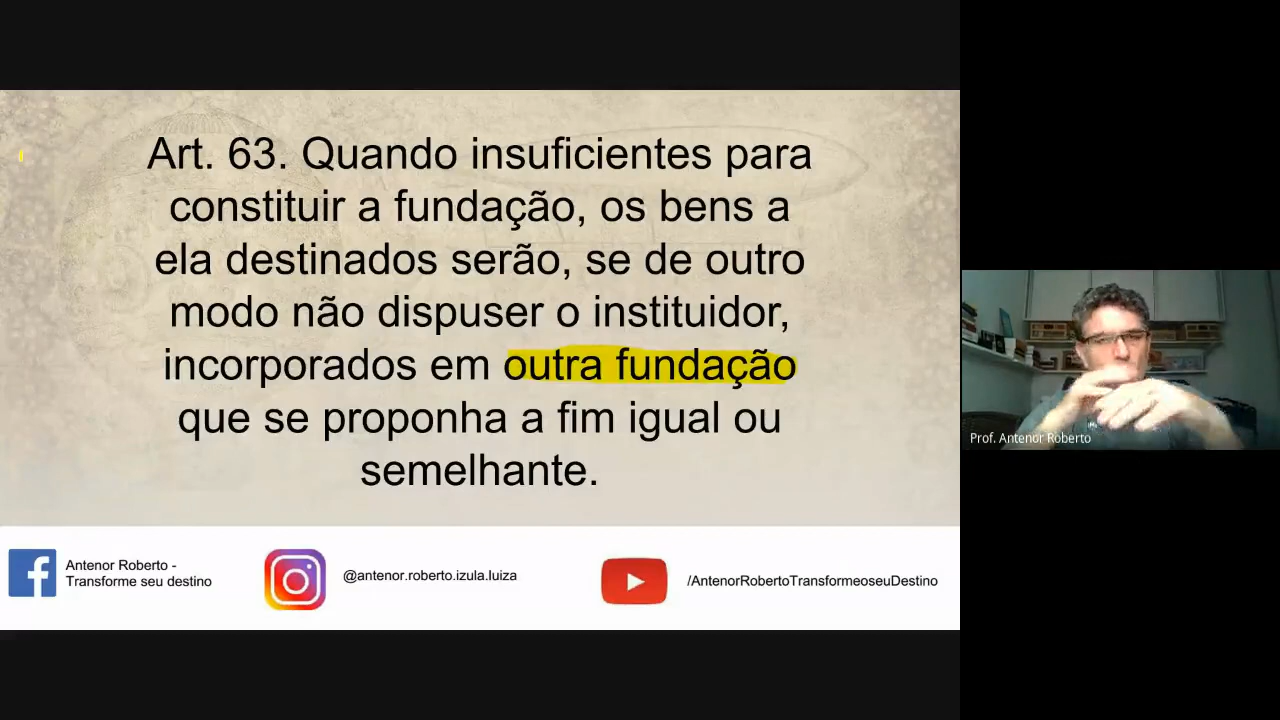 Art. 63. Quando insuficientes para
constituir a fundação, os bens a
ela destinados serão, se de outro
modo não dispuser o instituidor,
incorporados em outra fundação
que se proponha a fim igual ou
semelhante.
Prof. Antenor Roberto
Antenor Roberto -
Transforme seu destino
@antenor.roberto.izula.luiza
/AntenorRobertoTransformeoseuDestino